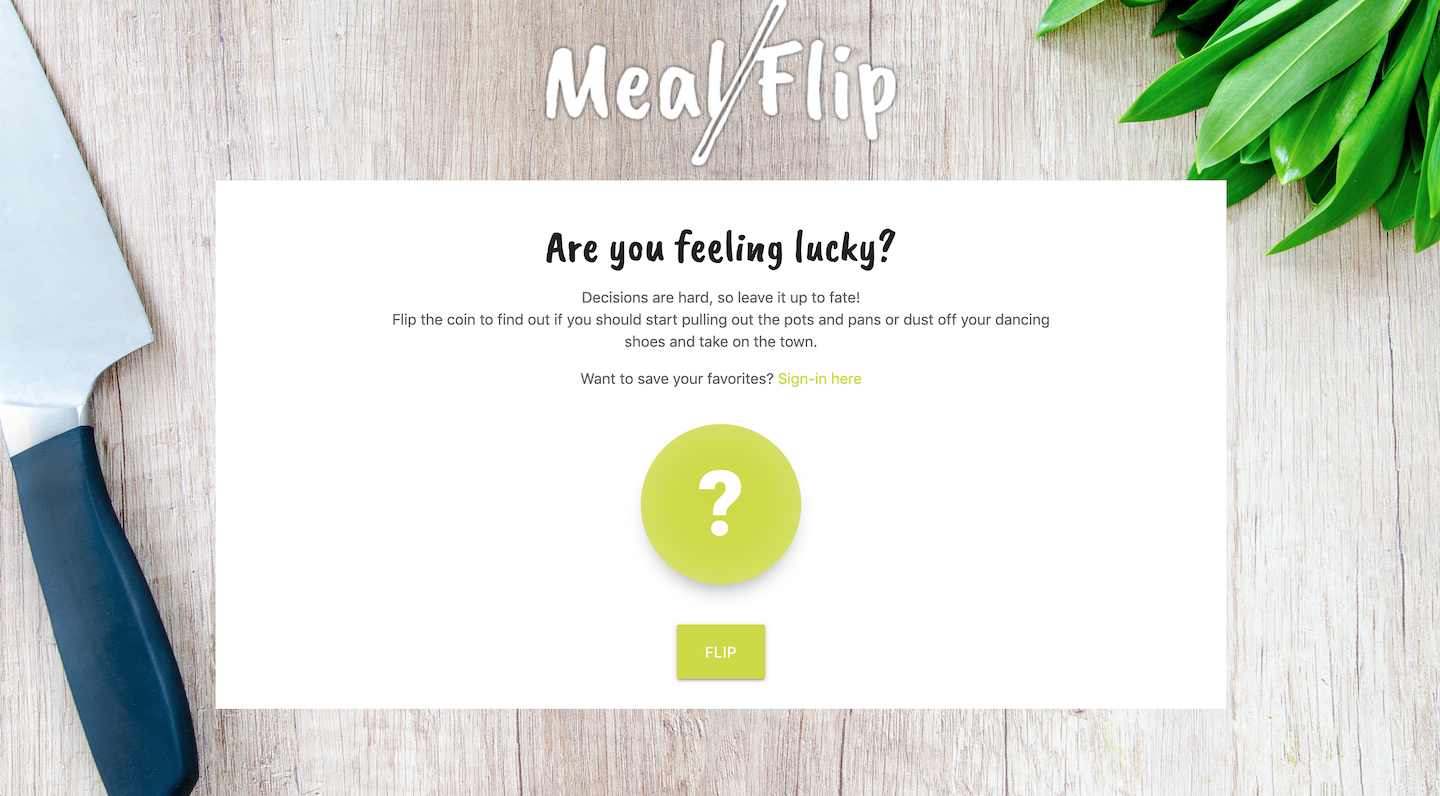 Meal/Flip
Are you feeling lucky?
Decisions are hard, so leave it up to fate!
Flip the coin to find out if you should start pulling out the pots and pans or dust off your dancing
shoes and take on the town.
Want to save your favorites? Sign-in here
?
FLIP